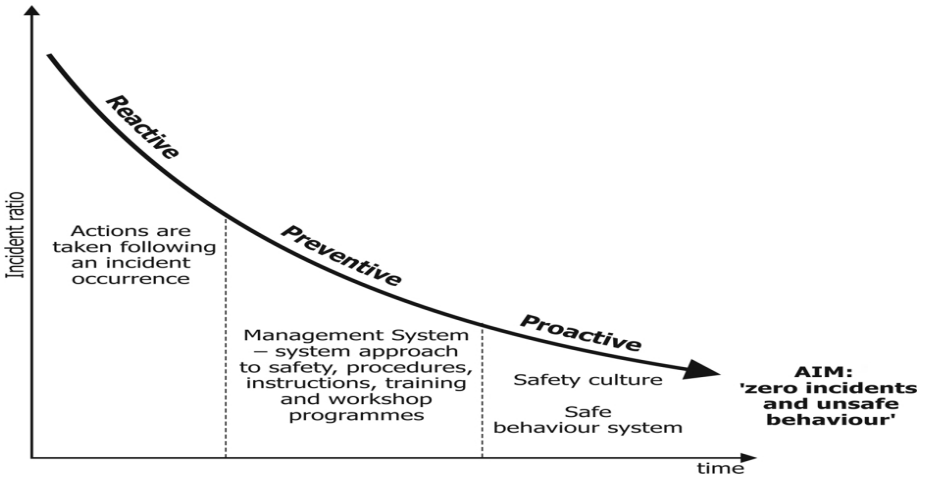 Incident ratio
Reactive
Actions are
taken following
an incident
occurrence
Preventive
Management System
– system approach
to safety, procedures,
instructions, training
and workshop
programmes
Proactive
Safety culture
Safe
behaviour system
AIM:
'zero incidents
and unsafe
behaviour'
time